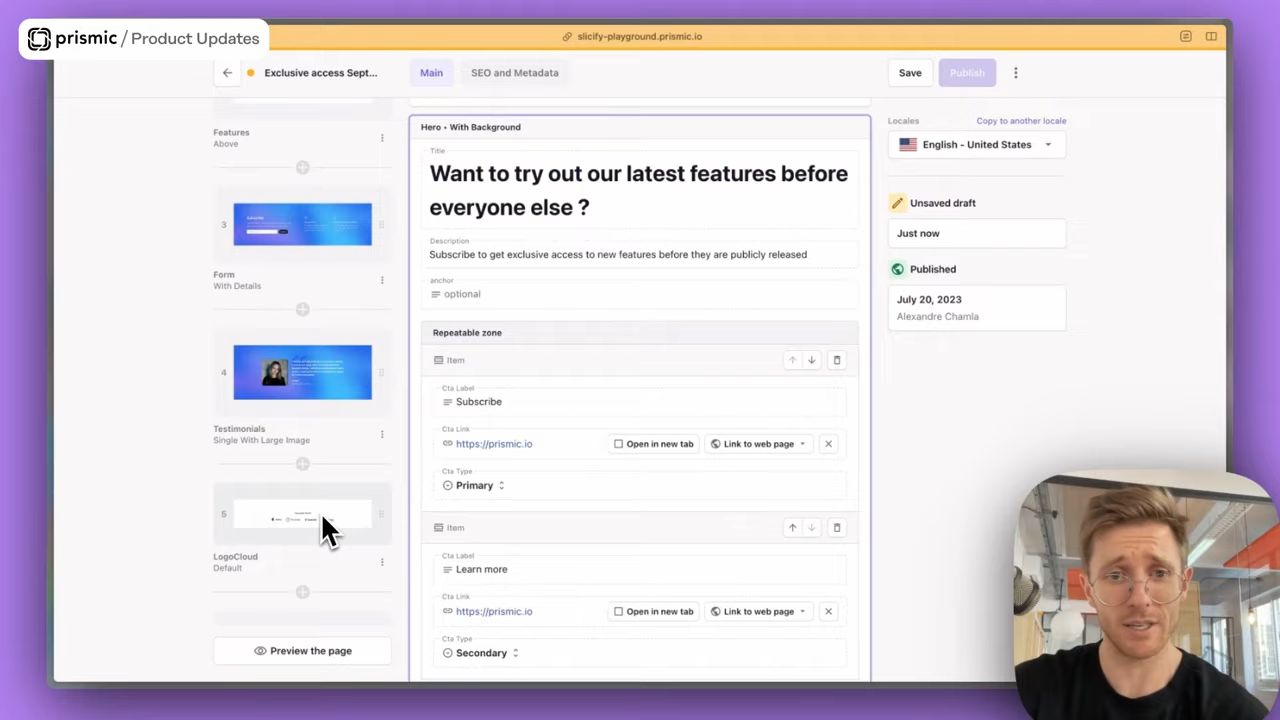 prismic / Product Updates
slicify-playground.prismic.io
Exclusive access Sept...
Main
SEO and Metadata
Save
Publish
Features
Above
3
Form
With Details
4
Testimonials
Single With Large Image
5
LogoCloud
Default
Preview the page
Hero • With Background
Title
Want to try out our latest features before
everyone else ?
Description
Subscribe to get exclusive access to new features before they are publicly released
anchor
optional
Repeatable zone
Item
Cta Label
Subscribe
Cta Link
https://prismic.io
Open in new tab
Link to web page
Cta Type
Primary
Item
Cta Label
Learn more
Cta Link
https://prismic.io
Open in new tab
Link to web page
Cta Type
Secondary
Locales
Copy to another locale
English - United States
Unsaved draft
Just now
Published
July 20, 2023
Alexandre Chamla